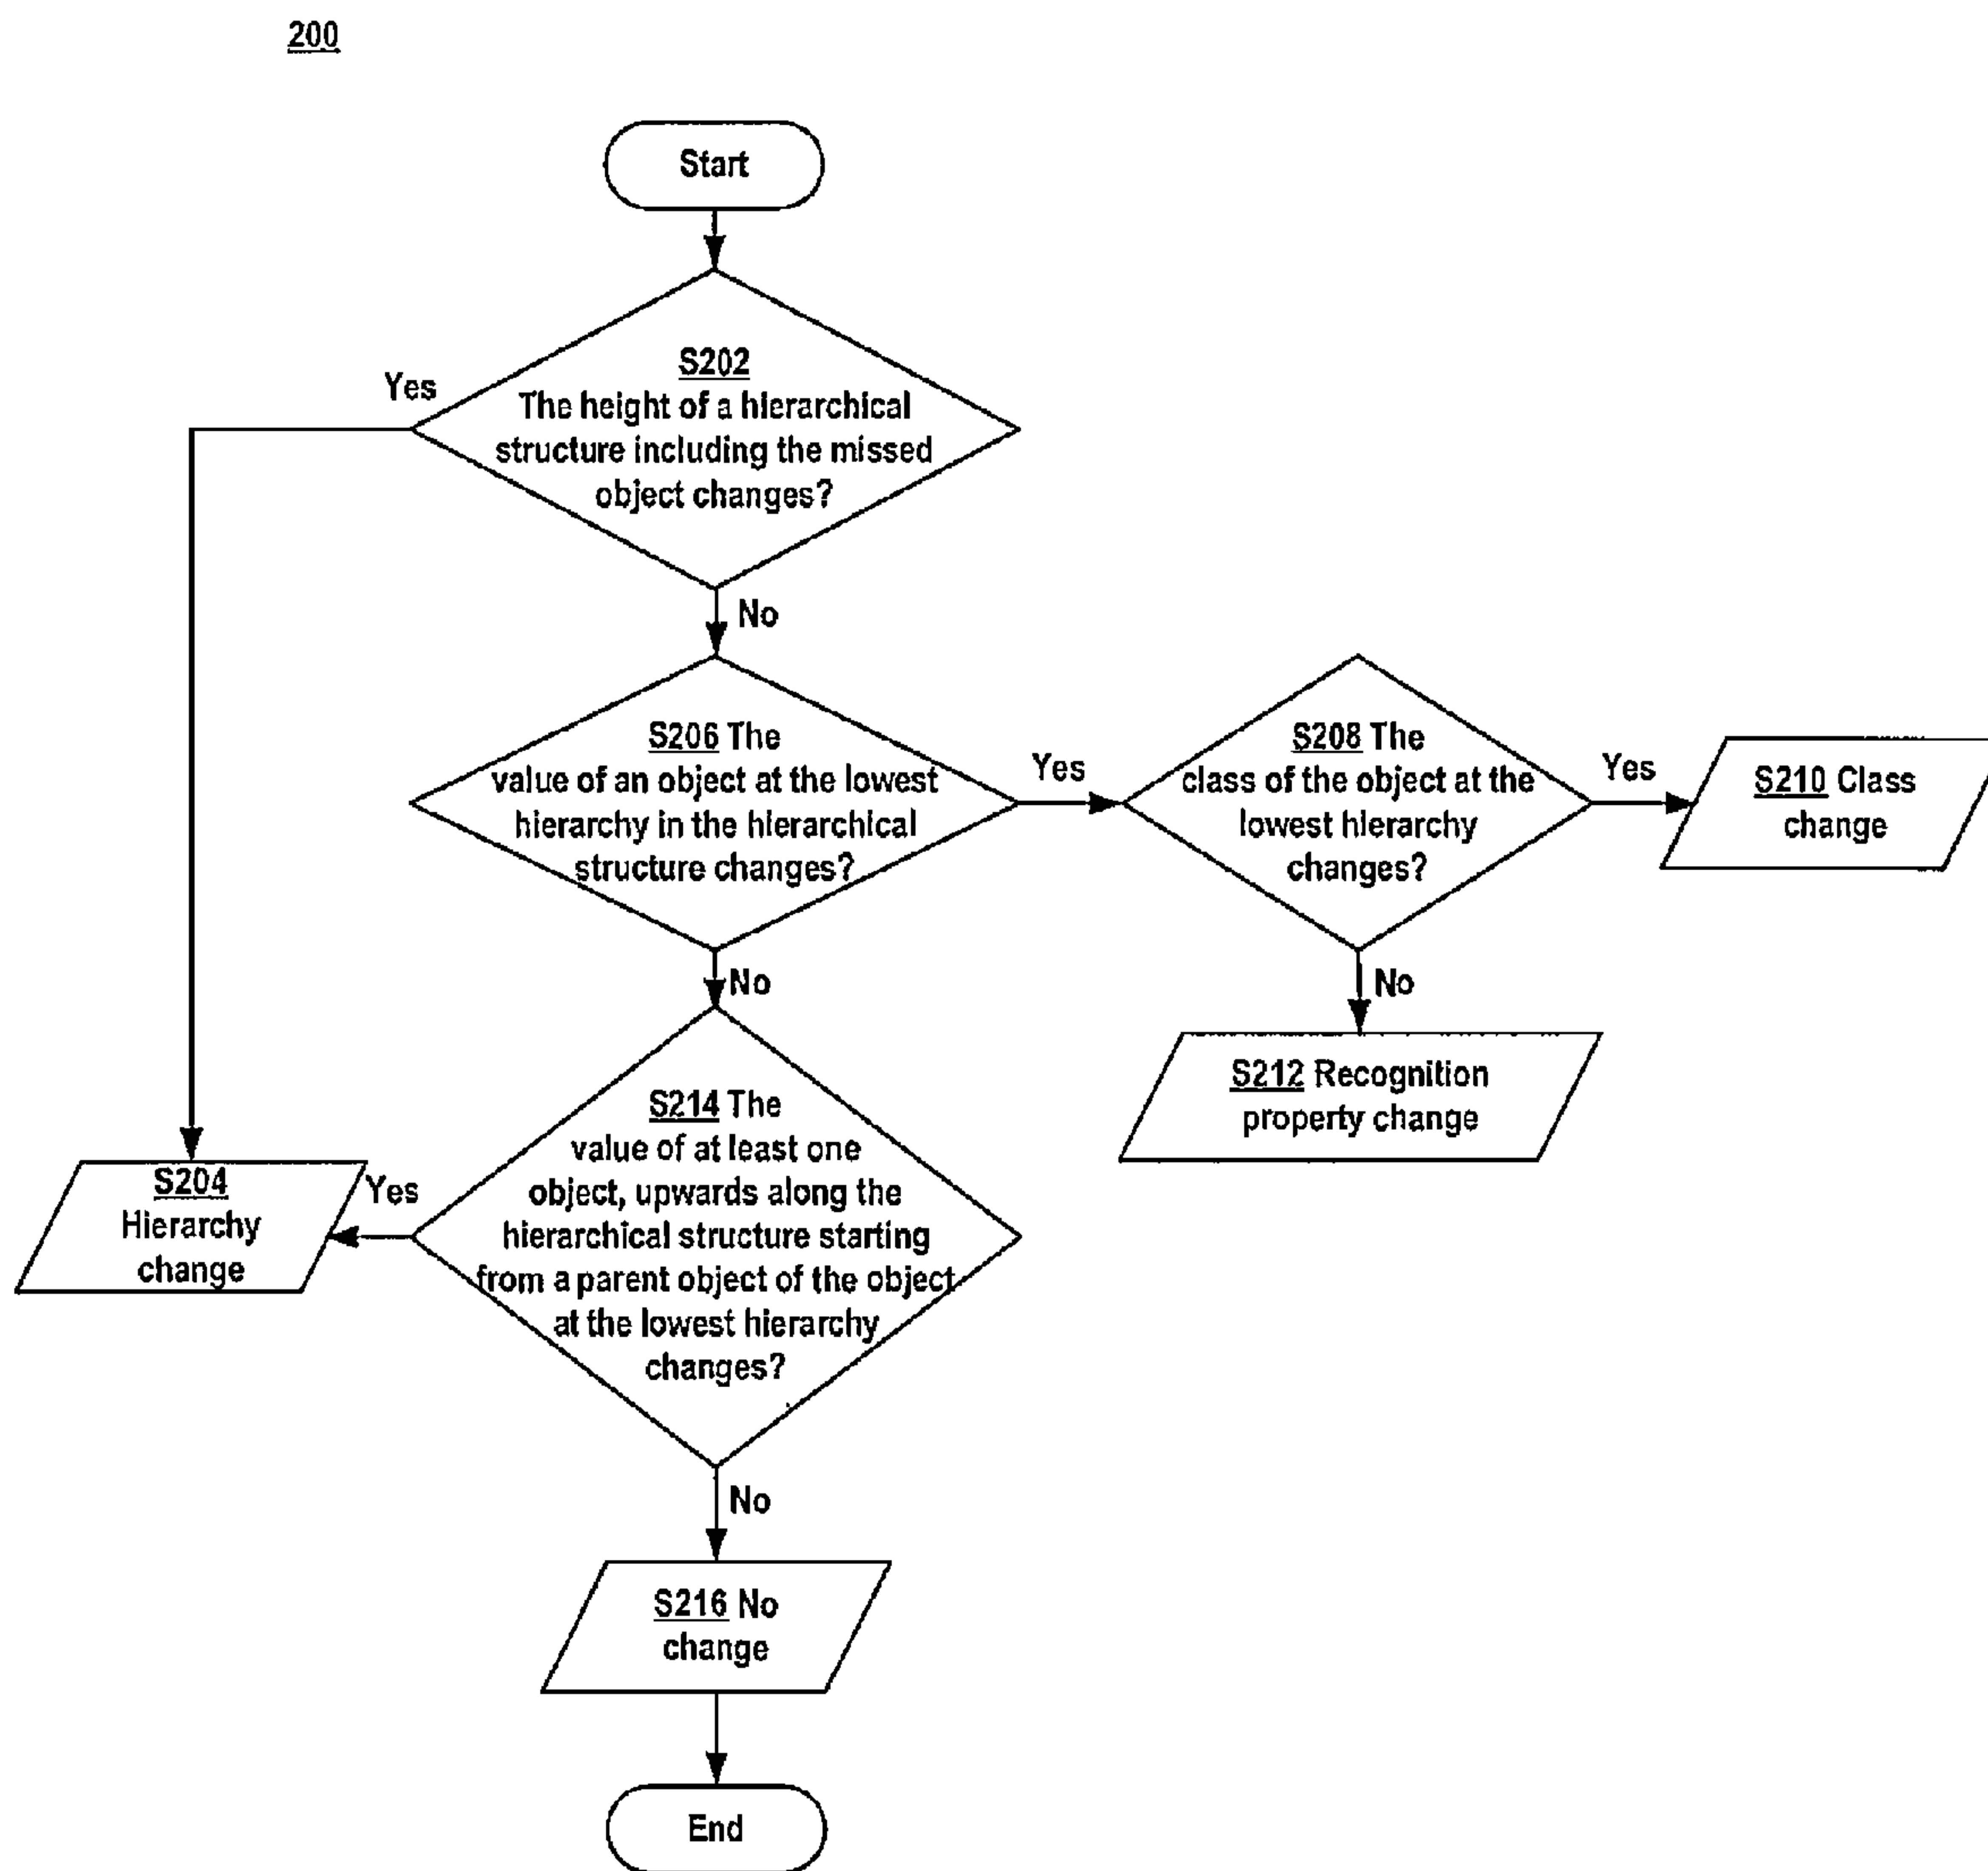 200
Start
S202
The height of a hierarchical
structure including the missed
object changes?
Yes
No
S206 The
value of an object at the lowest
hierarchy in the hierarchical
structure changes?
Yes
S208 The
class of the object at the
lowest hierarchy
changes?
Yes
S210 Class
change
No
S212 Recognition
property change
No
S214 The
value of at least one
object, upwards along the
hierarchical structure starting
from a parent object of the object
at the lowest hierarchy
changes?
Yes
S204
Hierarchy
change
No
S216 No
change
End